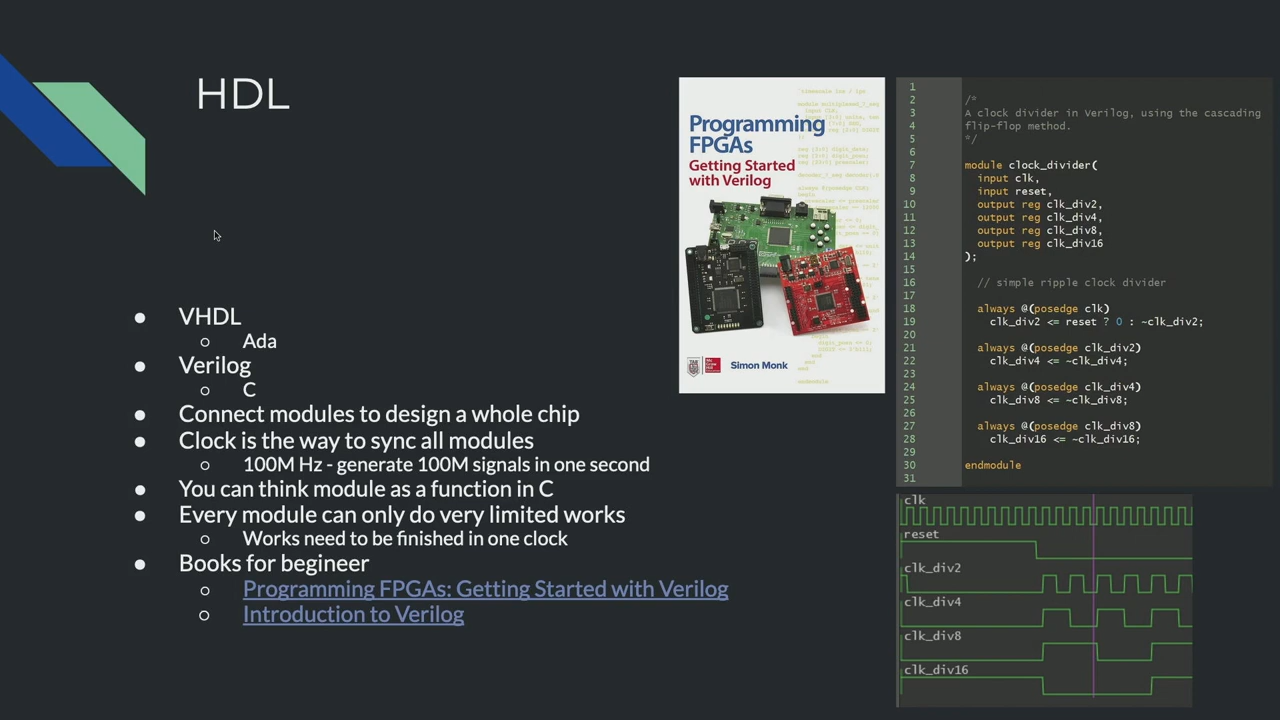 HDL
VHDL
Ada
Verilog
C
Connect modules to design a whole chip
Clock is the way to sync all modules
100M Hz - generate 100M signals in one second
You can think module as a function in C
Every module can only do very limited works
Works need to be finished in one clock
Books for begineer
Programming FPGAs: Getting Started with Verilog
Introduction to Verilog
Programming
FPGAs
Getting Started
with Verilog
Simon Monk
1
2 /*
3 A clock divider in Verilog, using the cascading
4 flip-flop method.
5 */
6
7 module clock_divider(
8 input clk,
9 input reset,
10 output reg clk_div2,
11 output reg clk_div4,
12 output reg clk_div8,
13 output reg clk_div16
14 );
15
16 // simple ripple clock divider
17
18 always @(posedge clk)
19 clk_div2 <= reset ? 0 : ~clk_div2;
20
21 always @(posedge clk_div2)
22 clk_div4 <= ~clk_div4;
23
24 always @(posedge clk_div4)
25 clk_div8 <= ~clk_div8;
26
27 always @(posedge clk_div8)
28 clk_div16 <= ~clk_div16;
29
30 endmodule
31
clk
reset
clk_div2
clk_div4
clk_div8
clk_div16